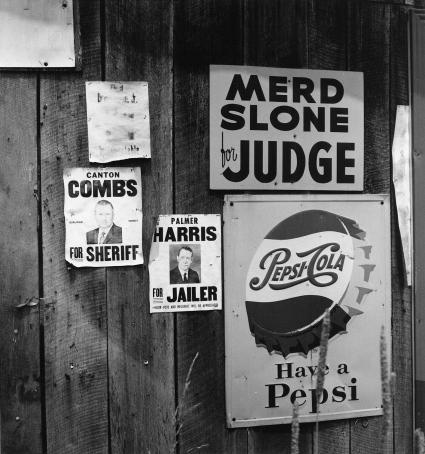 MERD
SLONE
for JUDGE
CANTON
COMBS
FOR SHERIFF
PALMER
HARRIS
FOR JAILER
PEPSI-COLA
Have a
Pepsi